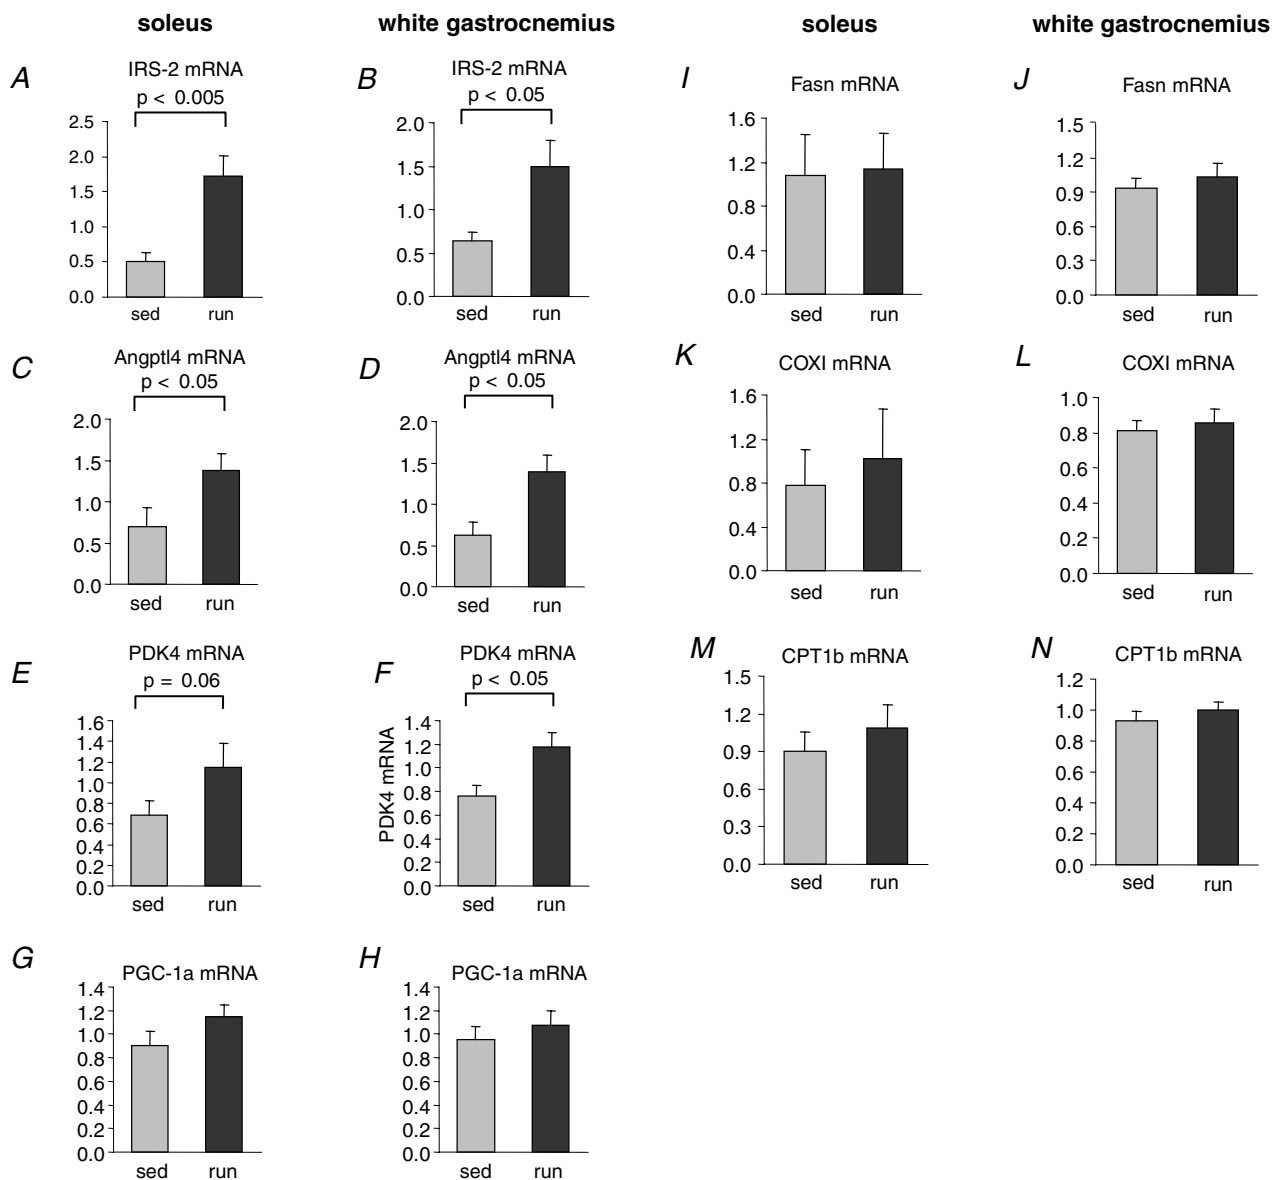 soleus
white gastrocnemius
soleus
white gastrocnemius
A
IRS-2 mRNA
p < 0.005
2.5
2.0
1.5
1.0
0.5
0.0
sed run
B
IRS-2 mRNA
p < 0.05
2.0
1.5
1.0
0.5
0.0
sed run
I
Fasn mRNA
1.6
1.2
0.8
0.4
0.0
sed run
J
Fasn mRNA
1.5
1.2
0.9
0.6
0.3
0.0
sed run
C
Angptl4 mRNA
p < 0.05
2.0
1.5
1.0
0.5
0.0
sed run
D
Angptl4 mRNA
p < 0.05
2.0
1.5
1.0
0.5
0.0
sed run
K
COXI mRNA
1.6
1.2
0.8
0.4
0.0
sed run
L
COXI mRNA
1.0
0.8
0.6
0.4
0.2
0.0
sed run
E
PDK4 mRNA
p = 0.06
1.6
1.4
1.2
1.0
0.8
0.6
0.4
0.2
0.0
sed run
F
PDK4 mRNA
p < 0.05
PDK4 mRNA
1.4
1.2
1.0
0.8
0.6
0.4
0.2
0.0
sed run
M
CPT1b mRNA
1.5
1.2
0.9
0.6
0.3
0.0
sed run
N
CPT1b mRNA
1.2
1.0
0.8
0.6
0.4
0.2
0.0
sed run
G
PGC-1a mRNA
1.4
1.2
1.0
0.8
0.6
0.4
0.2
0.0
sed run
H
PGC-1a mRNA
1.4
1.2
1.0
0.8
0.6
0.4
0.2
0.0
sed run